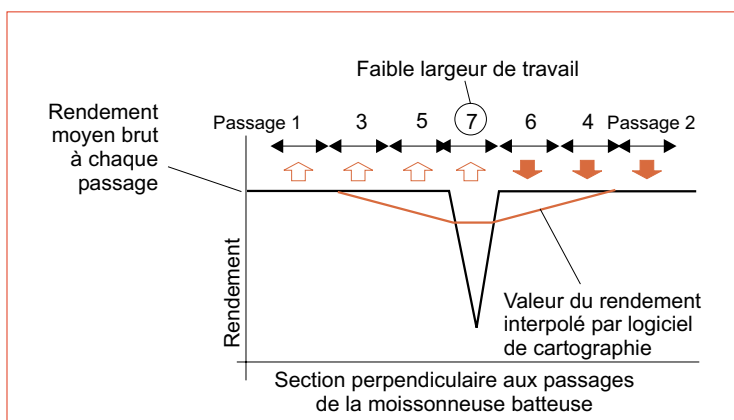 Faible largeur de travail
Rendement
moyen brut
à chaque
passage
Passage 1 3 5 7 6 4 Passage 2
Rendement
Valeur du rendement
interpolé par logiciel
de cartographie
Section perpendiculaire aux passages
de la moissonneuse batteuse